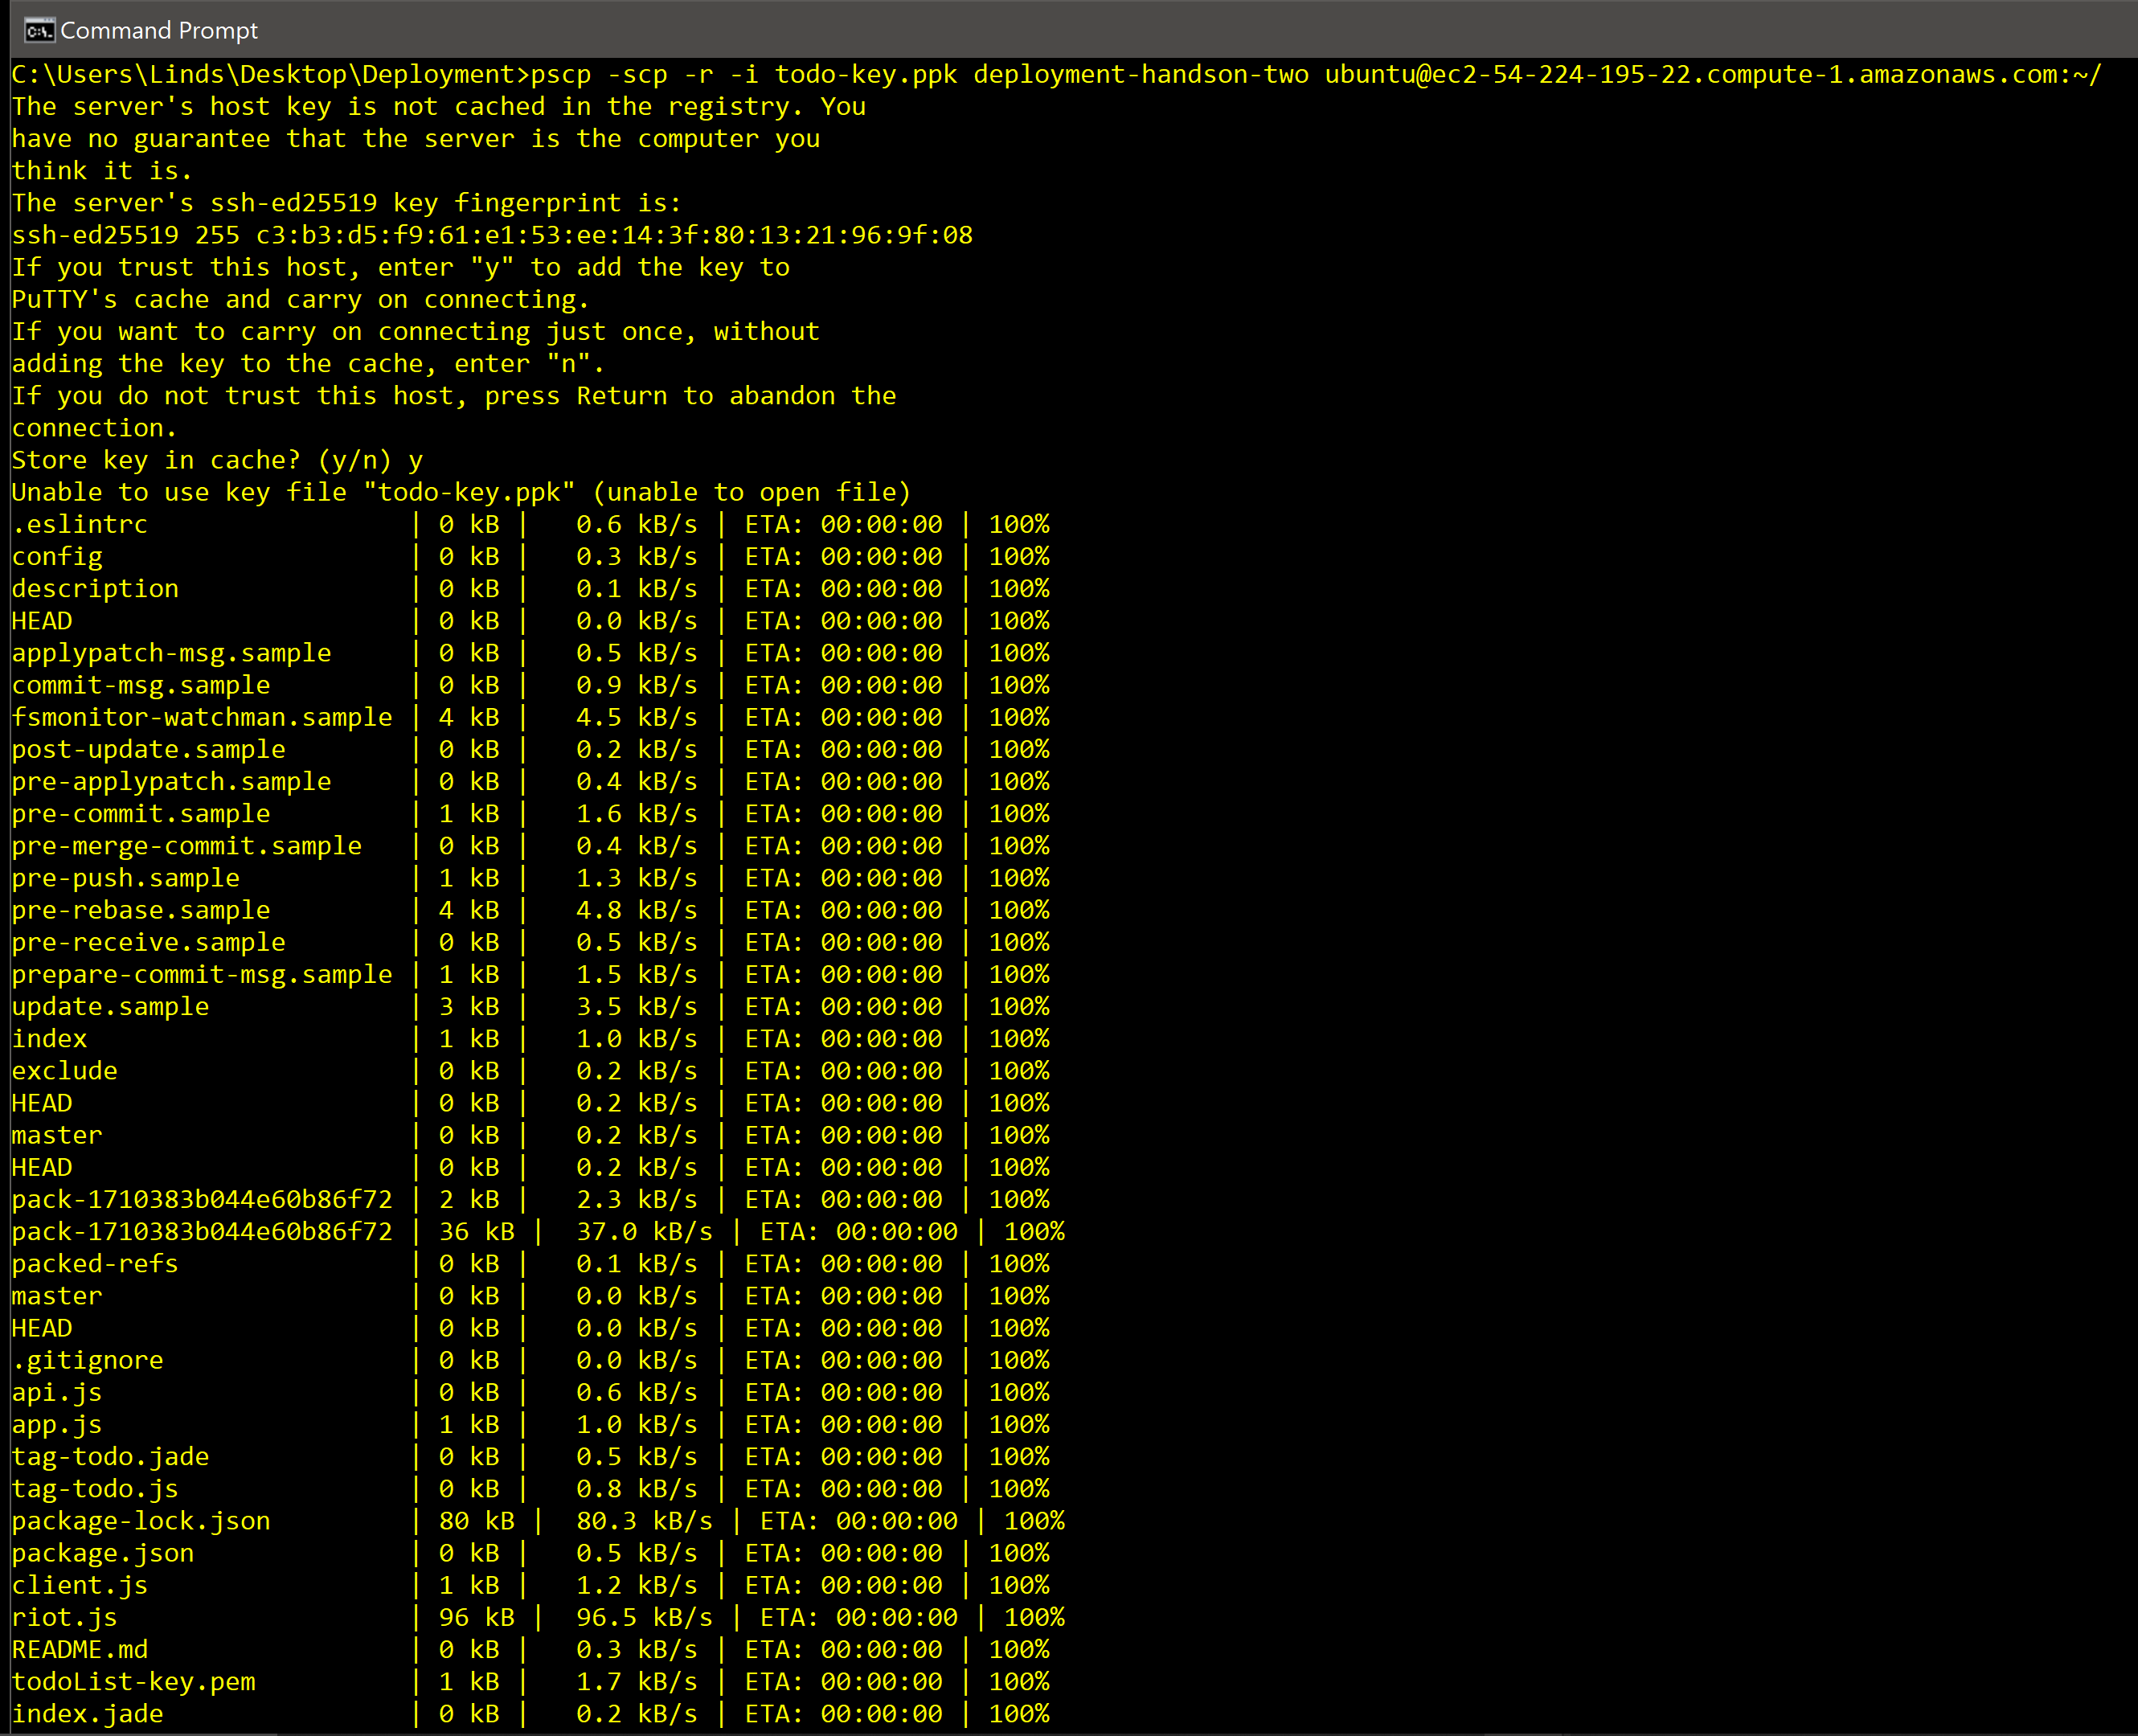 Command Prompt
C:\Users\Linds\Desktop\Deployment>pscp -scp -r -i todo-key.ppk deployment-handson-two ubuntu@ec2-54-224-195-22.compute-1.amazonaws.com:~/
The server's host key is not cached in the registry. You
have no guarantee that the server is the computer you
think it is.
The server's ssh-ed25519 key fingerprint is:
ssh-ed25519 255 c3:b3:d5:f9:61:e1:53:ee:14:3f:80:13:21:96:9f:08
If you trust this host, enter "y" to add the key to
PuTTY's cache and carry on connecting.
If you want to carry on connecting just once, without
adding the key to the cache, enter "n".
If you do not trust this host, press Return to abandon the
connection.
Store key in cache? (y/n) y
Unable to use key file "todo-key.ppk" (unable to open file)
.eslintrc | 0 kB | 0.6 kB/s | ETA: 00:00:00 | 100%
config | 0 kB | 0.3 kB/s | ETA: 00:00:00 | 100%
description | 0 kB | 0.1 kB/s | ETA: 00:00:00 | 100%
HEAD | 0 kB | 0.0 kB/s | ETA: 00:00:00 | 100%
applypatch-msg.sample | 0 kB | 0.5 kB/s | ETA: 00:00:00 | 100%
commit-msg.sample | 0 kB | 0.9 kB/s | ETA: 00:00:00 | 100%
fsmonitor-watchman.sample | 4 kB | 4.5 kB/s | ETA: 00:00:00 | 100%
post-update.sample | 0 kB | 0.2 kB/s | ETA: 00:00:00 | 100%
pre-applypatch.sample | 0 kB | 0.4 kB/s | ETA: 00:00:00 | 100%
pre-commit.sample | 1 kB | 1.6 kB/s | ETA: 00:00:00 | 100%
pre-merge-commit.sample | 0 kB | 0.4 kB/s | ETA: 00:00:00 | 100%
pre-push.sample | 1 kB | 1.3 kB/s | ETA: 00:00:00 | 100%
pre-rebase.sample | 4 kB | 4.8 kB/s | ETA: 00:00:00 | 100%
pre-receive.sample | 0 kB | 0.5 kB/s | ETA: 00:00:00 | 100%
prepare-commit-msg.sample | 1 kB | 1.5 kB/s | ETA: 00:00:00 | 100%
update.sample | 3 kB | 3.5 kB/s | ETA: 00:00:00 | 100%
index | 1 kB | 1.0 kB/s | ETA: 00:00:00 | 100%
exclude | 0 kB | 0.2 kB/s | ETA: 00:00:00 | 100%
HEAD | 0 kB | 0.2 kB/s | ETA: 00:00:00 | 100%
master | 0 kB | 0.2 kB/s | ETA: 00:00:00 | 100%
HEAD | 0 kB | 0.2 kB/s | ETA: 00:00:00 | 100%
pack-1710383b044e60b86f72 | 2 kB | 2.3 kB/s | ETA: 00:00:00 | 100%
pack-1710383b044e60b86f72 | 36 kB | 37.0 kB/s | ETA: 00:00:00 | 100%
packed-refs | 0 kB | 0.1 kB/s | ETA: 00:00:00 | 100%
master | 0 kB | 0.0 kB/s | ETA: 00:00:00 | 100%
HEAD | 0 kB | 0.0 kB/s | ETA: 00:00:00 | 100%
.gitignore | 0 kB | 0.0 kB/s | ETA: 00:00:00 | 100%
api.js | 0 kB | 0.6 kB/s | ETA: 00:00:00 | 100%
app.js | 1 kB | 1.0 kB/s | ETA: 00:00:00 | 100%
tag-todo.jade | 0 kB | 0.5 kB/s | ETA: 00:00:00 | 100%
tag-todo.js | 0 kB | 0.8 kB/s | ETA: 00:00:00 | 100%
package-lock.json | 80 kB | 80.3 kB/s | ETA: 00:00:00 | 100%
package.json | 0 kB | 0.5 kB/s | ETA: 00:00:00 | 100%
client.js | 1 kB | 1.2 kB/s | ETA: 00:00:00 | 100%
riot.js | 96 kB | 96.5 kB/s | ETA: 00:00:00 | 100%
README.md | 0 kB | 0.3 kB/s | ETA: 00:00:00 | 100%
todoList-key.pem | 1 kB | 1.7 kB/s | ETA: 00:00:00 | 100%
index.jade | 0 kB | 0.2 kB/s | ETA: 00:00:00 | 100%